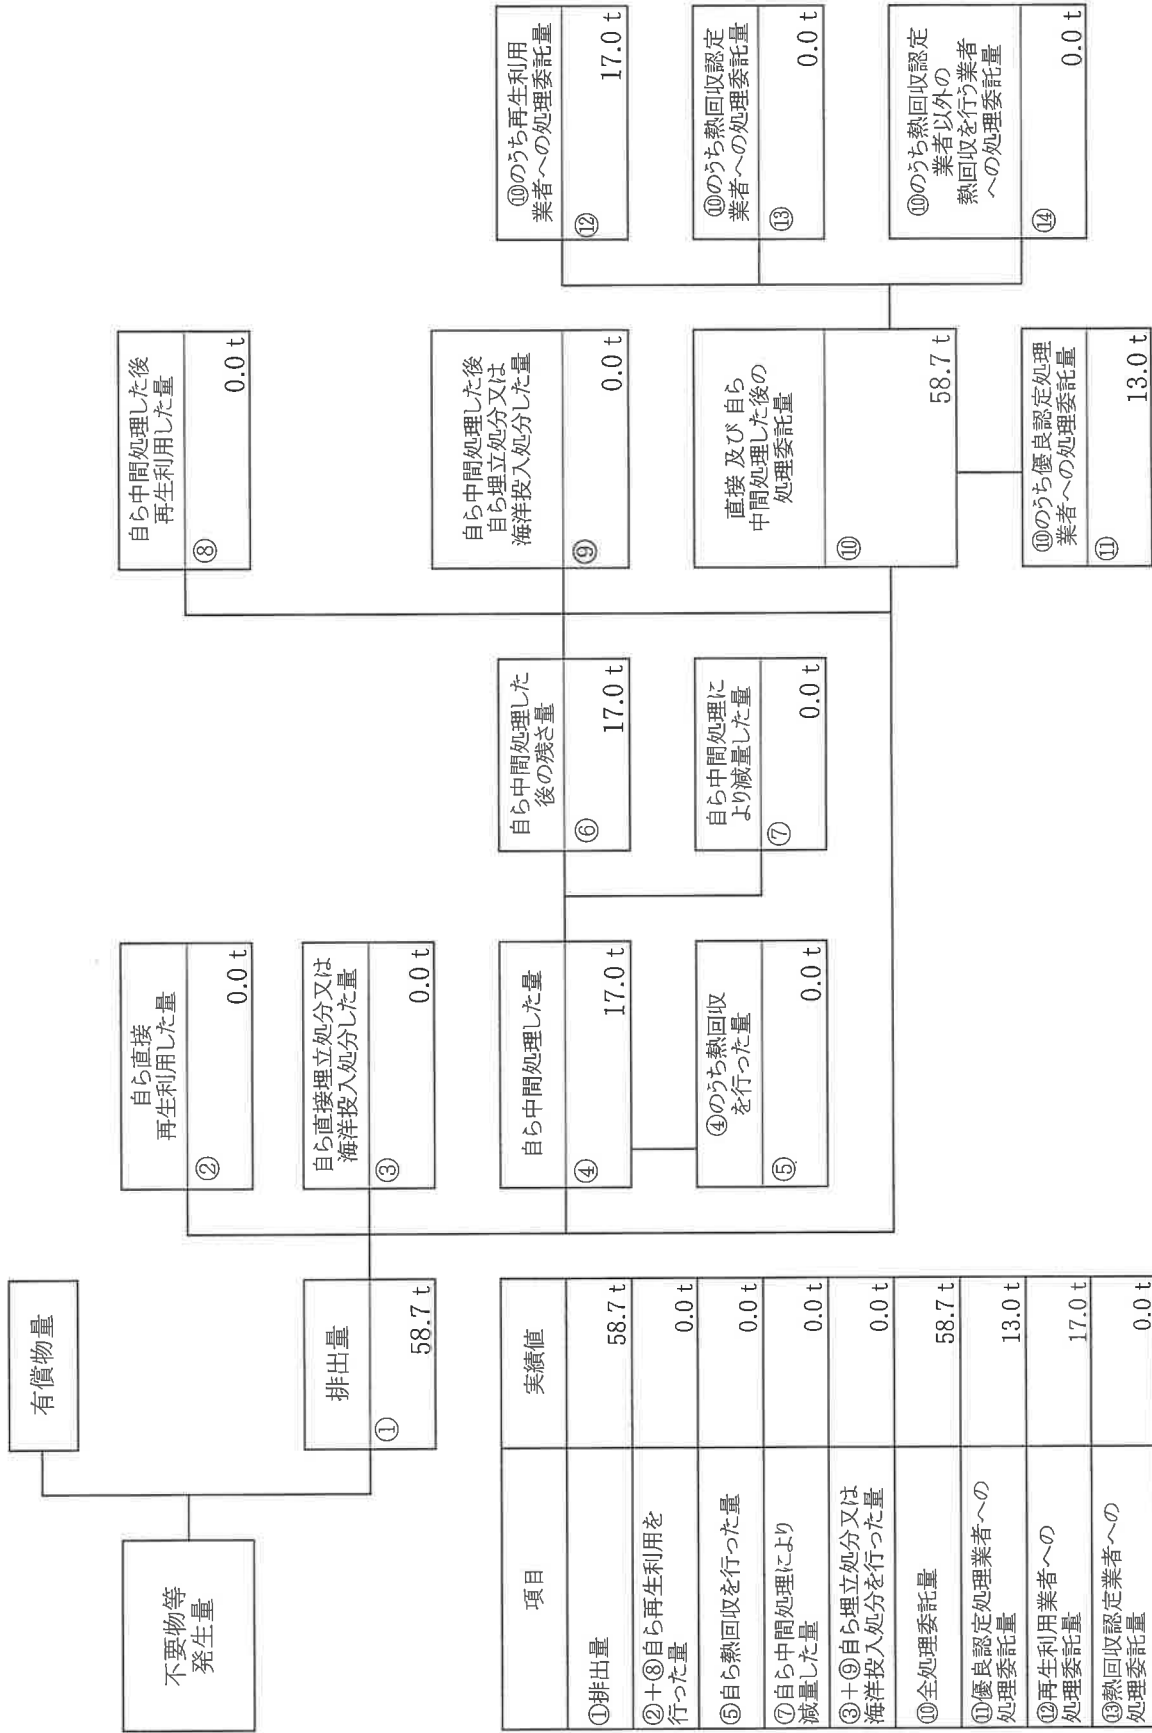 不要物等
発生量
有償物量
排出量
①
58.7 t
自ら直接
再生利用した量
②
0.0 t
自ら直接埋立処分又は
海洋投入処分した量
③
0.0 t
自ら中間処理した量
④
17.0 t
④のうち熱回収
を行った量
⑤
0.0 t
自ら中間処理した
後の残さ量
⑥
17.0 t
自ら中間処理に
より減量した量
⑦
0.0 t
自ら中間処理した後
再生利用した量
⑧
0.0 t
自ら中間処理した後
自ら埋立処分又は
海洋投入処分した量
⑨
0.0 t
直接 及び 自ら
中間処理した後の
処理委託量
⑩
58.7 t
⑩のうち優良認定処理
業者への処理委託量
⑪
13.0 t
⑩のうち再生利用
業者への処理委託量
⑫
17.0 t
⑩のうち熱回収認定
業者への処理委託量
⑬
0.0 t
⑩のうち熱回収認定
業者以外の
熱回収を行う業者
への処理委託量
⑭
0.0 t
項目
実績値
①排出量
58.7 t
②+⑧自ら再生利用を
行った量
0.0 t
⑤自ら熱回収を行った量
0.0 t
⑦自ら中間処理により
減量した量
0.0 t
③+⑨自ら埋立処分又は
海洋投入処分を行った量
0.0 t
⑩全処理委託量
58.7 t
⑪優良認定処理業者への
処理委託量
13.0 t
⑫再生利用業者への
処理委託量
17.0 t
⑬熱回収認定業者への
処理委託量
0.0 t